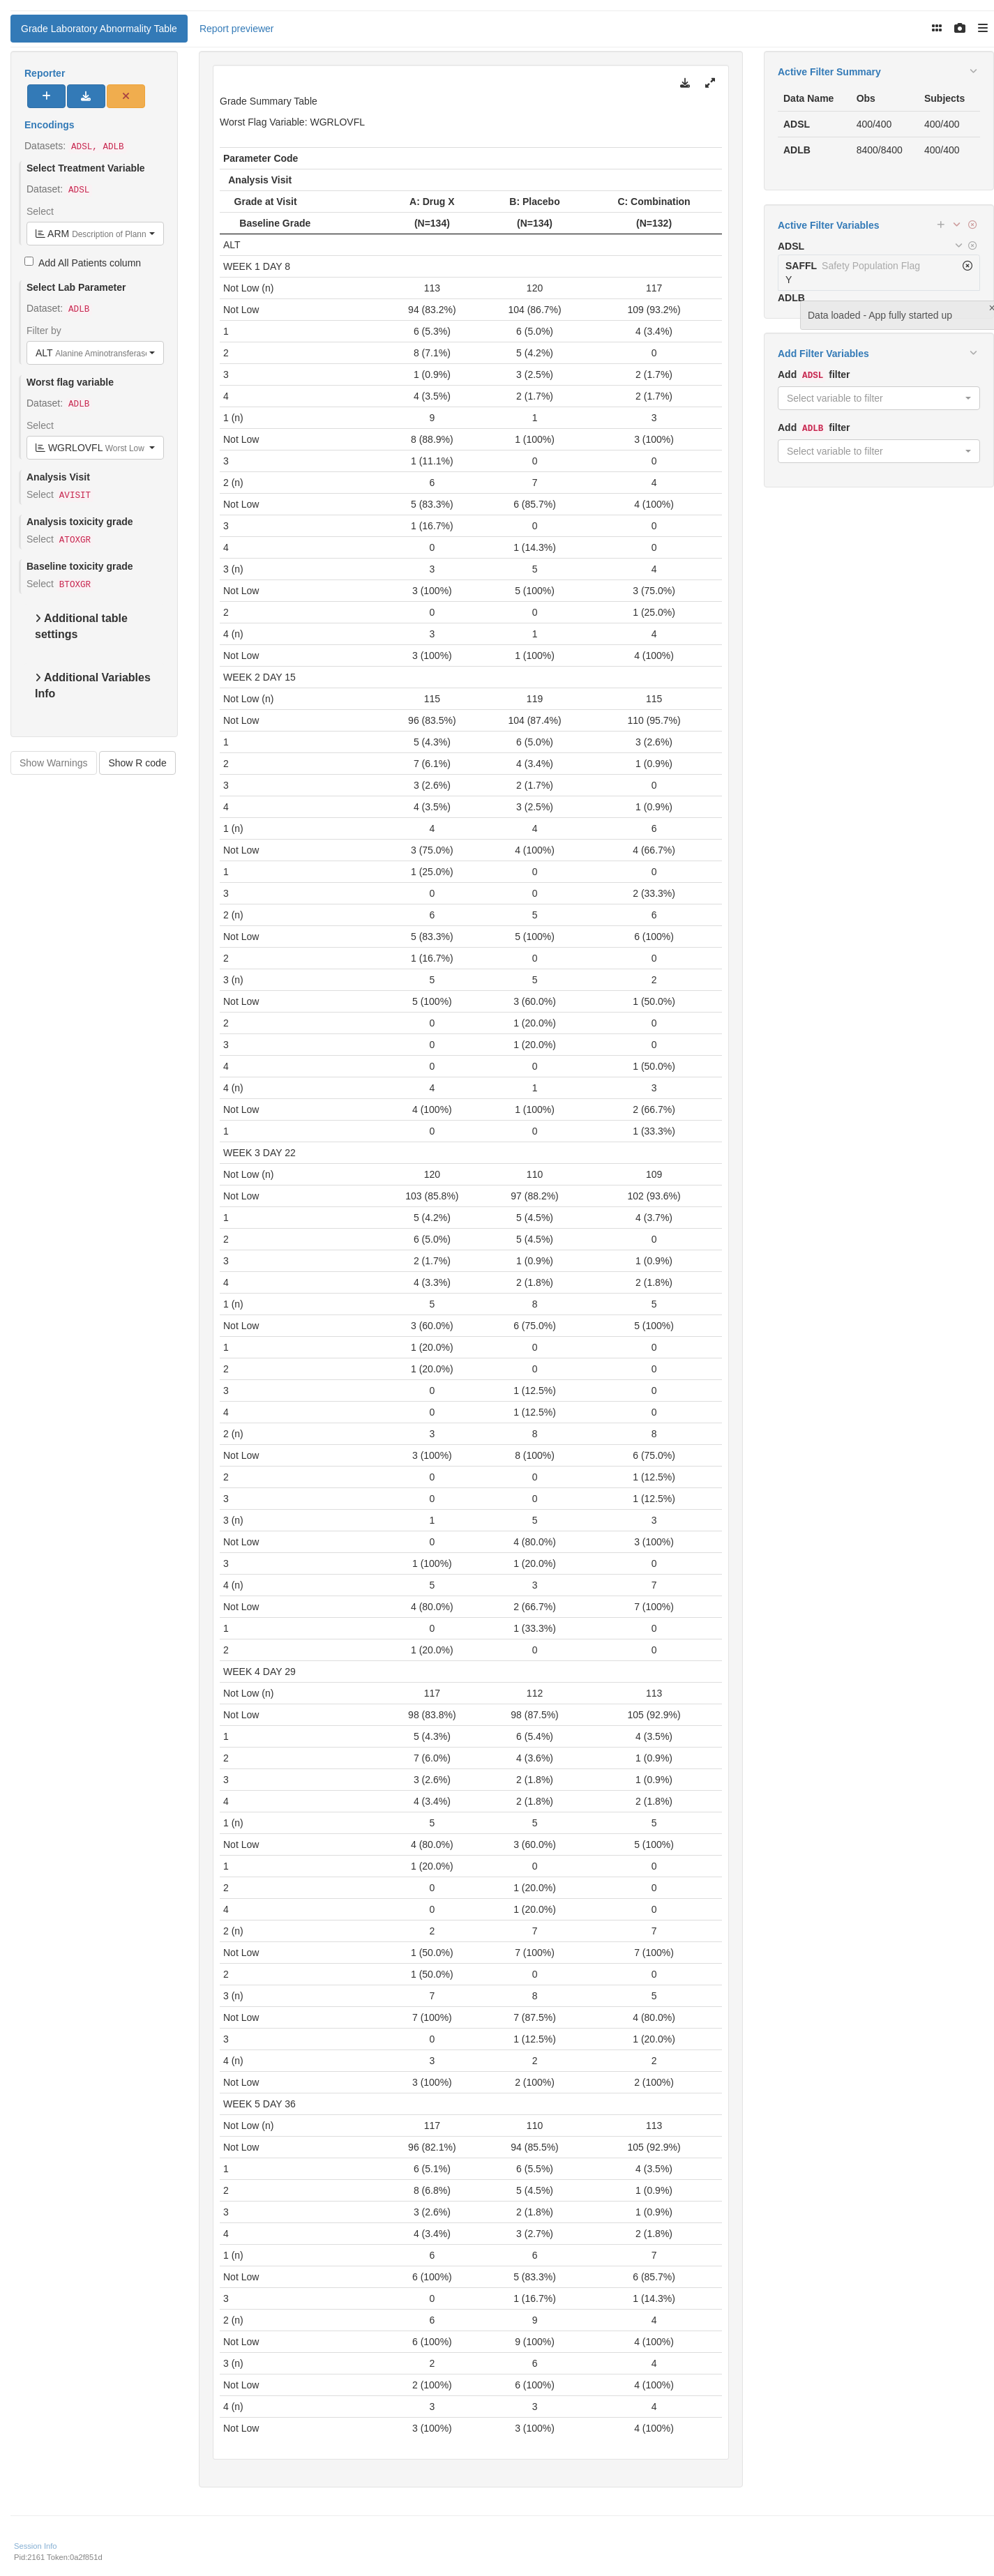 Grade Laboratory Abnormality Table Report previewer
Reporter
Encodings
Datasets: ADSL, ADLB
Select Treatment Variable
Dataset: ADSL
Select
ARM Description of Plann
Add All Patients column
Select Lab Parameter
Dataset: ADLB
Filter by
ALT Alanine Aminotransferase
Worst flag variable
Dataset: ADLB
Select
WGRLOVFL Worst Low
Analysis Visit
Select AVISIT
Analysis toxicity grade
Select ATOXGR
Baseline toxicity grade
Select BTOXGR
Additional table
settings
Additional Variables
Info
Show Warnings Show R code
Grade Summary Table
Worst Flag Variable: WGRLOVFL
Parameter Code
Analysis Visit
Grade at Visit A: Drug X B: Placebo C: Combination
Baseline Grade (N=134) (N=134) (N=132)
ALT
WEEK 1 DAY 8
Not Low (n) 113 120 117
Not Low 94 (83.2%) 104 (86.7%) 109 (93.2%)
1 6 (5.3%) 6 (5.0%) 4 (3.4%)
2 8 (7.1%) 5 (4.2%) 0
3 1 (0.9%) 3 (2.5%) 2 (1.7%)
4 4 (3.5%) 2 (1.7%) 2 (1.7%)
1 (n) 9 1 3
Not Low 8 (88.9%) 1 (100%) 3 (100%)
3 1 (11.1%) 0 0
2 (n) 6 7 4
Not Low 5 (83.3%) 6 (85.7%) 4 (100%)
3 1 (16.7%) 0 0
4 0 1 (14.3%) 0
3 (n) 3 5 4
Not Low 3 (100%) 5 (100%) 3 (75.0%)
2 0 0 1 (25.0%)
4 (n) 3 1 4
Not Low 3 (100%) 1 (100%) 4 (100%)
WEEK 2 DAY 15
Not Low (n) 115 119 115
Not Low 96 (83.5%) 104 (87.4%) 110 (95.7%)
1 5 (4.3%) 6 (5.0%) 3 (2.6%)
2 7 (6.1%) 4 (3.4%) 1 (0.9%)
3 3 (2.6%) 2 (1.7%) 0
4 4 (3.5%) 3 (2.5%) 1 (0.9%)
1 (n) 4 4 6
Not Low 3 (75.0%) 4 (100%) 4 (66.7%)
1 1 (25.0%) 0 0
3 0 0 2 (33.3%)
2 (n) 6 5 6
Not Low 5 (83.3%) 5 (100%) 6 (100%)
2 1 (16.7%) 0 0
3 (n) 5 5 2
Not Low 5 (100%) 3 (60.0%) 1 (50.0%)
2 0 1 (20.0%) 0
3 0 1 (20.0%) 0
4 0 0 1 (50.0%)
4 (n) 4 1 3
Not Low 4 (100%) 1 (100%) 2 (66.7%)
1 0 0 1 (33.3%)
WEEK 3 DAY 22
Not Low (n) 120 110 109
Not Low 103 (85.8%) 97 (88.2%) 102 (93.6%)
1 5 (4.2%) 5 (4.5%) 4 (3.7%)
2 6 (5.0%) 5 (4.5%) 0
3 2 (1.7%) 1 (0.9%) 1 (0.9%)
4 4 (3.3%) 2 (1.8%) 2 (1.8%)
1 (n) 5 8 5
Not Low 3 (60.0%) 6 (75.0%) 5 (100%)
1 1 (20.0%) 0 0
2 1 (20.0%) 0 0
3 0 1 (12.5%) 0
4 0 1 (12.5%) 0
2 (n) 3 8 8
Not Low 3 (100%) 8 (100%) 6 (75.0%)
2 0 0 1 (12.5%)
3 0 0 1 (12.5%)
3 (n) 1 5 3
Not Low 0 4 (80.0%) 3 (100%)
3 1 (100%) 1 (20.0%) 0
4 (n) 5 3 7
Not Low 4 (80.0%) 2 (66.7%) 7 (100%)
1 0 1 (33.3%) 0
2 1 (20.0%) 0 0
WEEK 4 DAY 29
Not Low (n) 117 112 113
Not Low 98 (83.8%) 98 (87.5%) 105 (92.9%)
1 5 (4.3%) 6 (5.4%) 4 (3.5%)
2 7 (6.0%) 4 (3.6%) 1 (0.9%)
3 3 (2.6%) 2 (1.8%) 1 (0.9%)
4 4 (3.4%) 2 (1.8%) 2 (1.8%)
1 (n) 5 5 5
Not Low 4 (80.0%) 3 (60.0%) 5 (100%)
1 1 (20.0%) 0 0
2 0 1 (20.0%) 0
4 0 1 (20.0%) 0
2 (n) 2 7 7
Not Low 1 (50.0%) 7 (100%) 7 (100%)
2 1 (50.0%) 0 0
3 (n) 7 8 5
Not Low 7 (100%) 7 (87.5%) 4 (80.0%)
3 0 1 (12.5%) 1 (20.0%)
4 (n) 3 2 2
Not Low 3 (100%) 2 (100%) 2 (100%)
WEEK 5 DAY 36
Not Low (n) 117 110 113
Not Low 96 (82.1%) 94 (85.5%) 105 (92.9%)
1 6 (5.1%) 6 (5.5%) 4 (3.5%)
2 8 (6.8%) 5 (4.5%) 1 (0.9%)
3 3 (2.6%) 2 (1.8%) 1 (0.9%)
4 4 (3.4%) 3 (2.7%) 2 (1.8%)
1 (n) 6 6 7
Not Low 6 (100%) 5 (83.3%) 6 (85.7%)
3 0 1 (16.7%) 1 (14.3%)
2 (n) 6 9 4
Not Low 6 (100%) 9 (100%) 4 (100%)
3 (n) 2 6 4
Not Low 2 (100%) 6 (100%) 4 (100%)
4 (n) 3 3 4
Not Low 3 (100%) 3 (100%) 4 (100%)
Active Filter Summary
Data Name Obs Subjects
ADSL 400/400 400/400
ADLB 8400/8400 400/400
Active Filter Variables
ADSL
SAFFL Safety Population Flag
Y
ADLB
Data loaded - App fully started up
Add Filter Variables
Add ADSL filter
Select variable to filter
Add ADLB filter
Select variable to filter
Session Info
Pid:2161 Token:0a2f851d